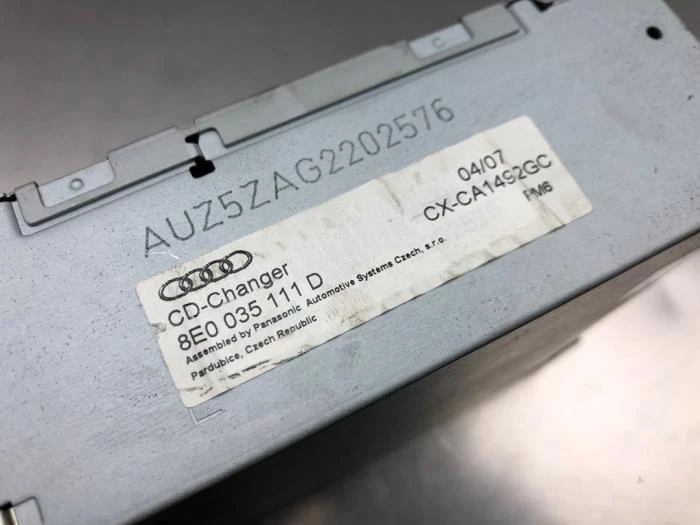 C
AUZ5ZAG2202576
04/07
CX-CA1492GC
PM6
CD-Changer
8E0 035 111 D
Assembled by Panasonic Automotive Systems Czech, s.r.o.
Pardubice, Czech Republic